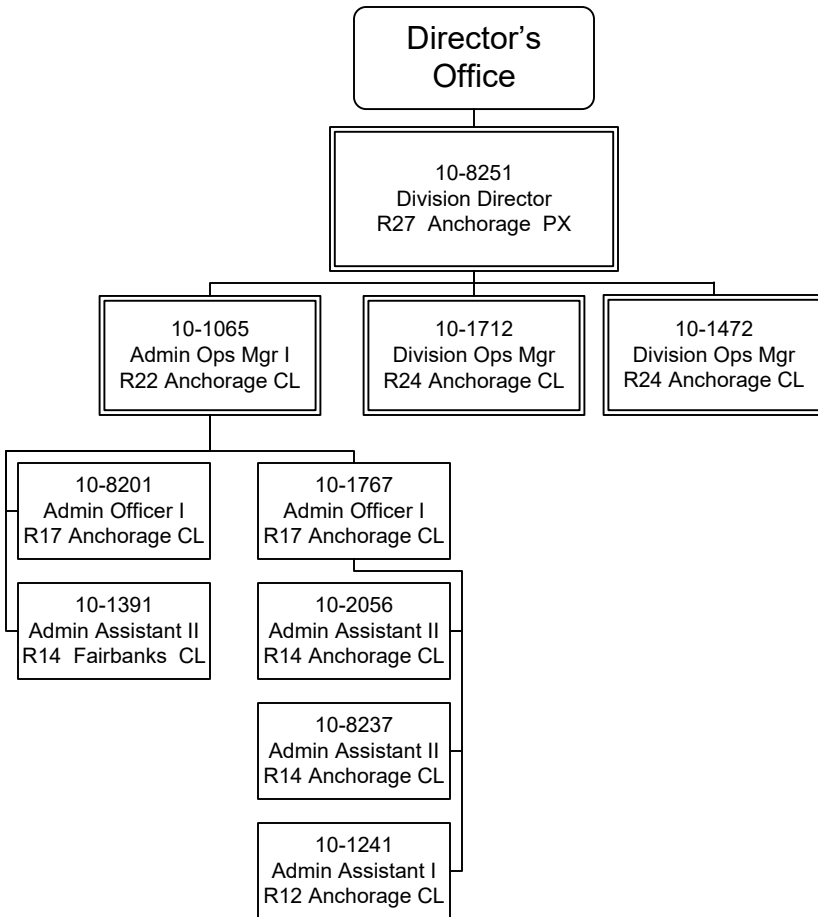 Director’s
Office
10-8251
Division Director
R27  Anchorage  PX
10-1065
Admin Ops Mgr I
R22 Anchorage CL
10-1712
Division Ops Mgr
R24 Anchorage CL
10-1472
Division Ops Mgr
R24 Anchorage CL
10-8201
Admin Officer I
R17 Anchorage CL
10-1767
Admin Officer I
R17 Anchorage CL
10-1391
Admin Assistant II
R14  Fairbanks  CL
10-2056
Admin Assistant II
R14 Anchorage CL
10-8237
Admin Assistant II
R14 Anchorage CL
10-1241
Admin Assistant I
R12 Anchorage CL